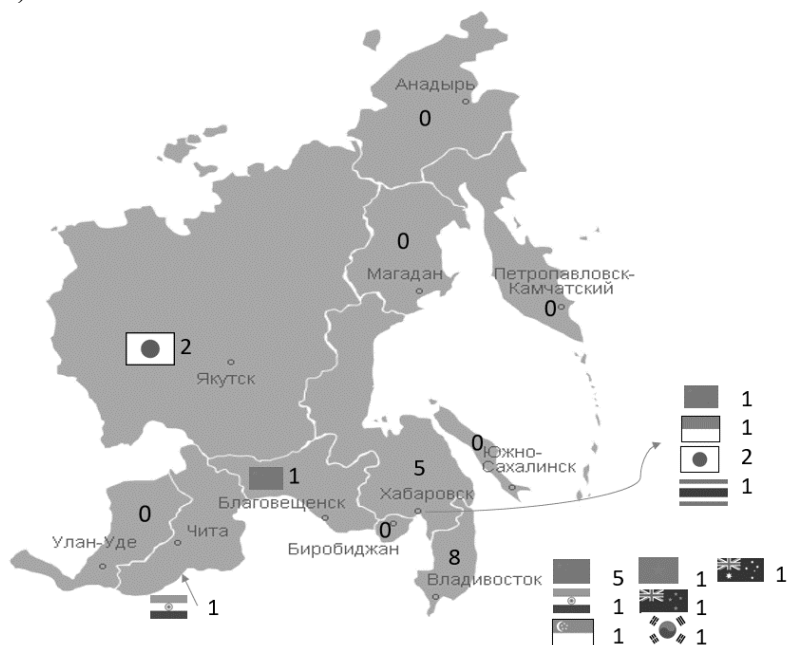 Анадырь
0
0
Магадан
Петропавловск-
Камчатский
0
2
Якутск
1
1
2
1
0
Южно-
Сахалинск
5
1
Благовещенск
Хабаровск
0
Чита
0
Биробиджан
Улан-Уде
8
Владивосток
5
1
1
1
1
1
1
1